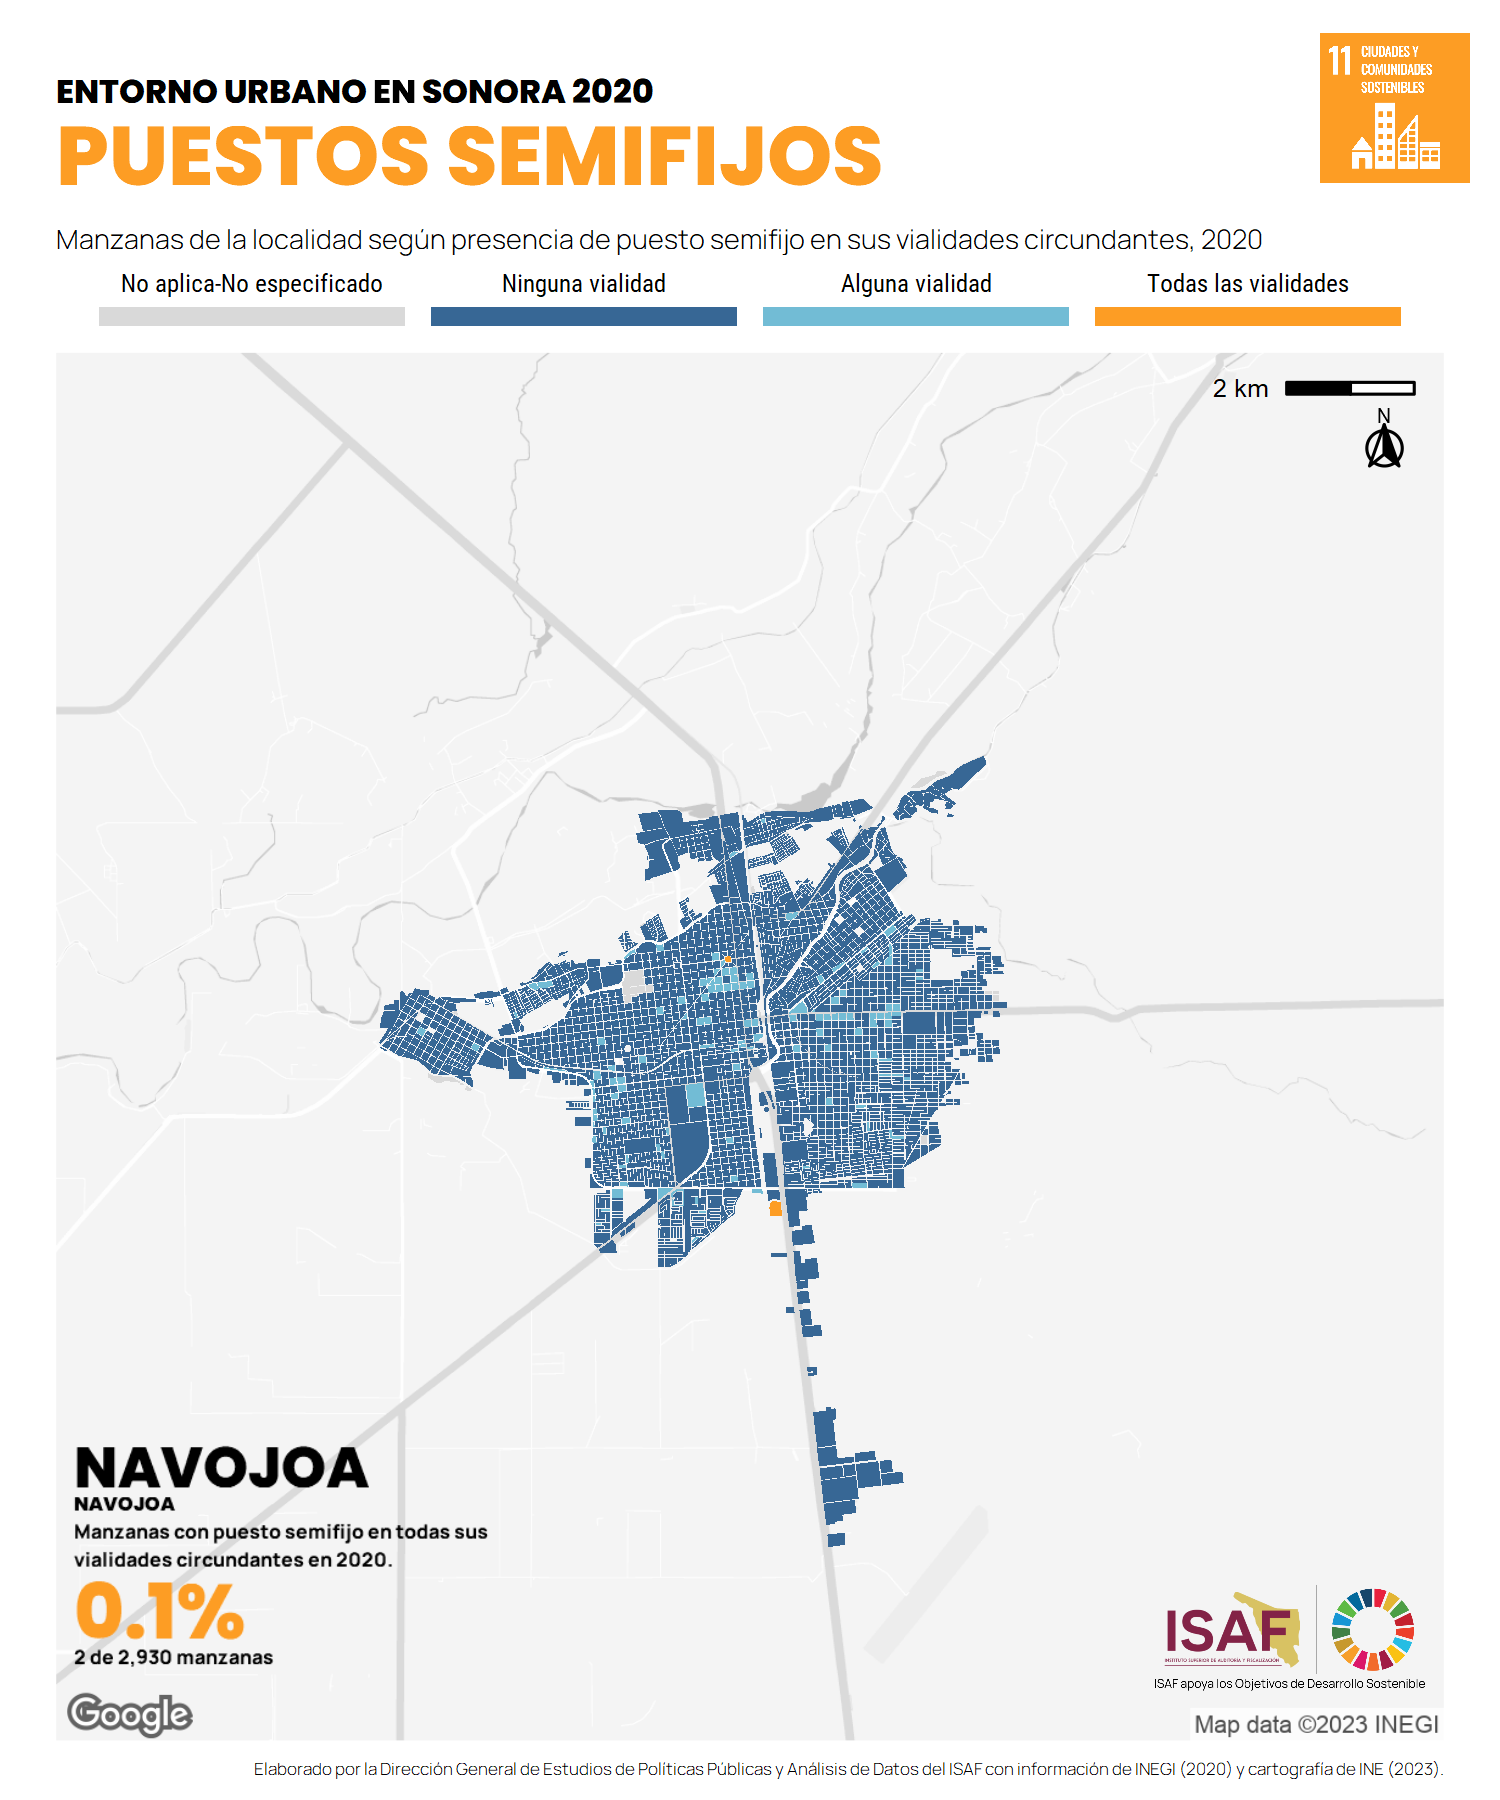 ENTORNO URBANO EN SONORA 2020
PUESTOS SEMIFIJOS
11 CIUDADES Y
COMUNIDADES
SOSTENIBLES
Manzanas de la localidad según presencia de puesto semifijo en sus vialidades circundantes, 2020
No aplica-No especificado Ninguna vialidad Alguna vialidad Todas las vialidades
2 km
N
NAVOJOA
NAVOJOA
Manzanas con puesto semifijo en todas sus
vialidades circundantes en 2020.
0.1%
2 de 2,930 manzanas
Google
ISAF
INSTITUTO SUPERIOR DE AUDITORÍA Y FISCALIZACIÓN
ISAF apoya los Objetivos de Desarrollo Sostenible
Map data ©2023 INEGI
Elaborado por la Dirección General de Estudios de Políticas Públicas y Análisis de Datos del ISAF con información de INEGI (2020) y cartografía de INE (2023).